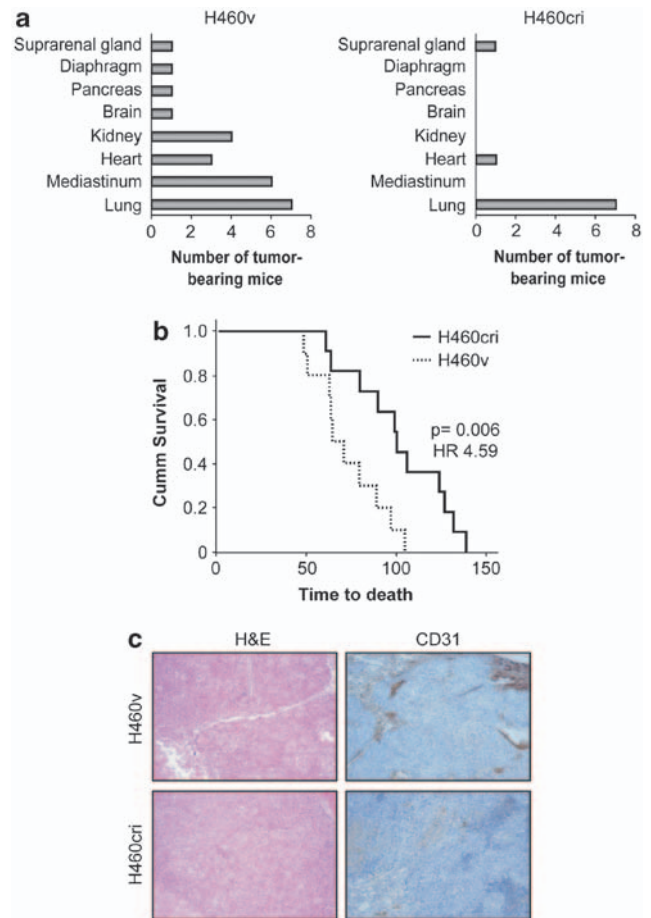 a
H460v
Suprarenal gland
Diaphragm
Pancreas
Brain
Kidney
Heart
Mediastinum
Lung
0 2 4 6 8
Number of tumor-
bearing mice
H460cri
Suprarenal gland
Diaphragm
Pancreas
Brain
Kidney
Heart
Mediastinum
Lung
0 2 4 6 8
Number of tumor-
bearing mice
b
1.0
0.8
0.6
0.4
0.2
0
Cumm Survival
H460cri
H460v
p= 0.006
HR 4.59
0 50 100 150
Time to death
c
H&E
CD31
H460v
H460cri